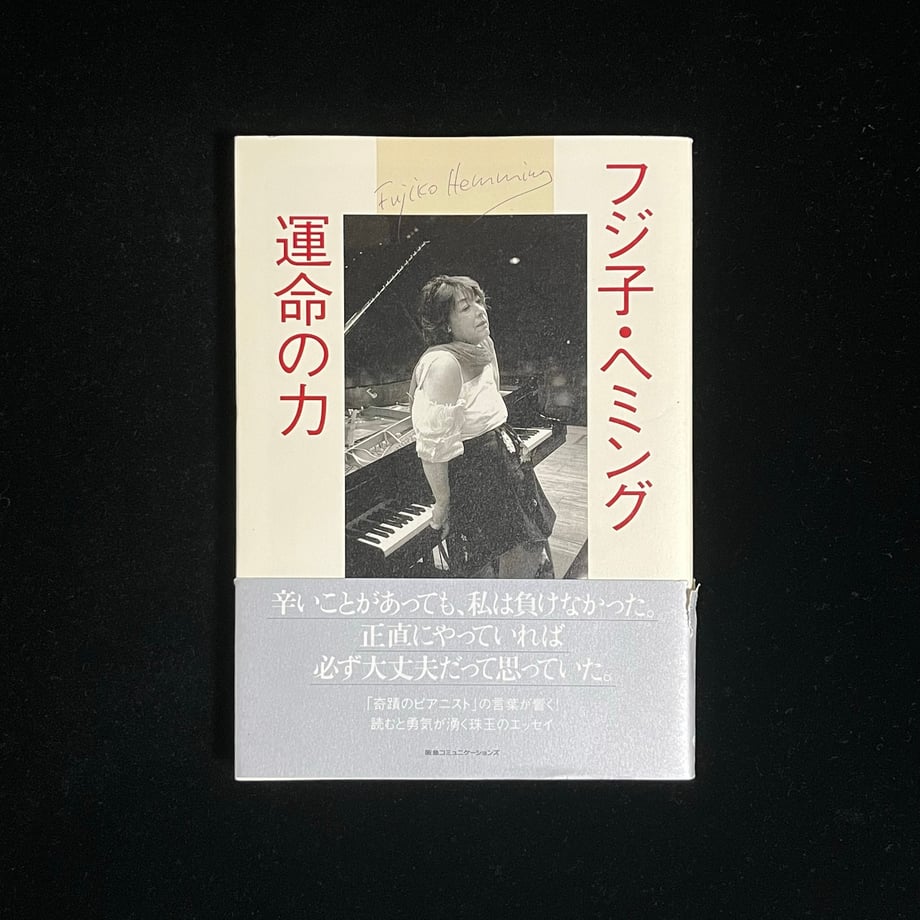 フジ子・ヘミング
運命の力
Fujiko Hemming
辛いことがあっても、私は負けなかった。
正直にやっていれば
必ず大丈夫だって思っていた。
「奇蹟のピアニスト」の言葉が響く!
読むと勇気が湧く珠玉のエッセイ
阪急コミュニケーションズ